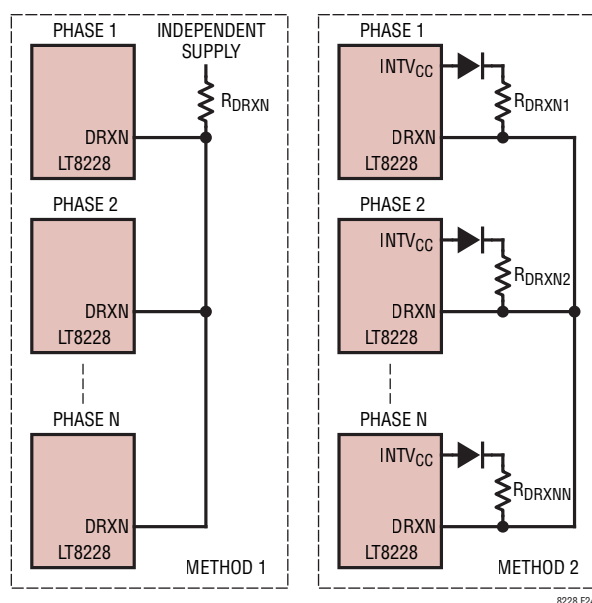 PHASE 1
INDEPENDENT
SUPPLY
RDRXN
DRXN
LT8228
PHASE 2
DRXN
LT8228
PHASE N
DRXN
LT8228
METHOD 1
PHASE 1
INTVCC
RDRXN1
DRXN
LT8228
PHASE 2
INTVCC
RDRXN2
DRXN
LT8228
PHASE N
INTVCC
RDRXNN
DRXN
LT8228
METHOD 2